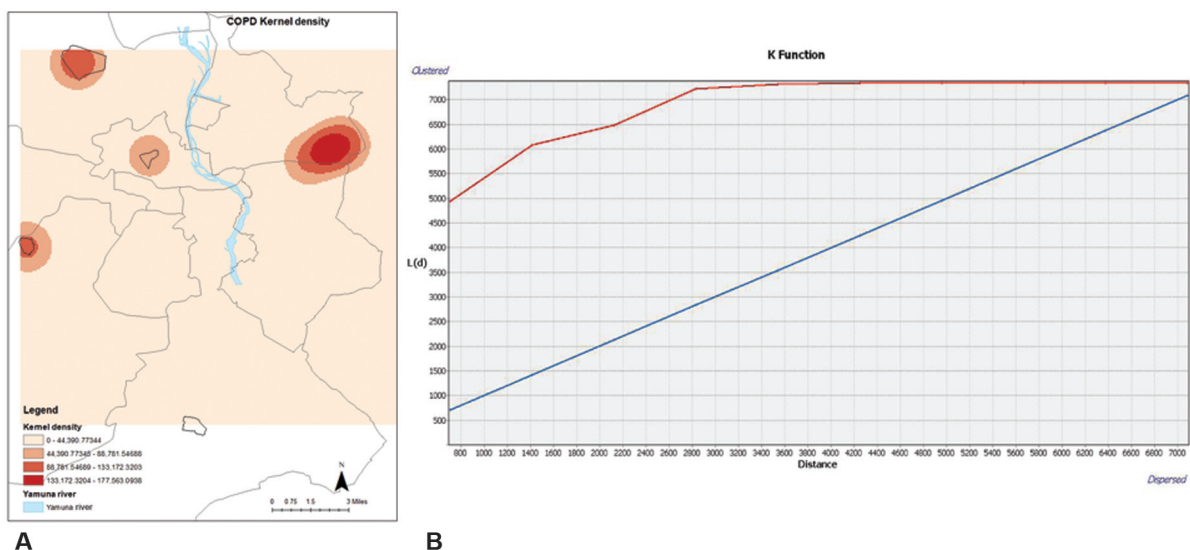 COPD Kernel density
Legend
Kernel density
0 - 44,390.77344
44,390.77345 - 88,781.54688
88,781.54689 - 133,172.3203
133,172.3204 - 177,563.0938
Yamuna river
Yamuna river
N
0 0.75 1.5 3 Miles
A
K Function
Clustered
7000
6500
6000
5500
5000
4500
4000
3500
3000
2500
2000
1500
1000
500
L(d)
800 1000 1200 1400 1600 1800 2000 2200 2400 2600 2800 3000 3200 3400 3600 3800 4000 4200 4400 4600 4800 5000 5200 5400 5600 5800 6000 6200 6400 6600 6800 7000
Distance
Dispersed
B